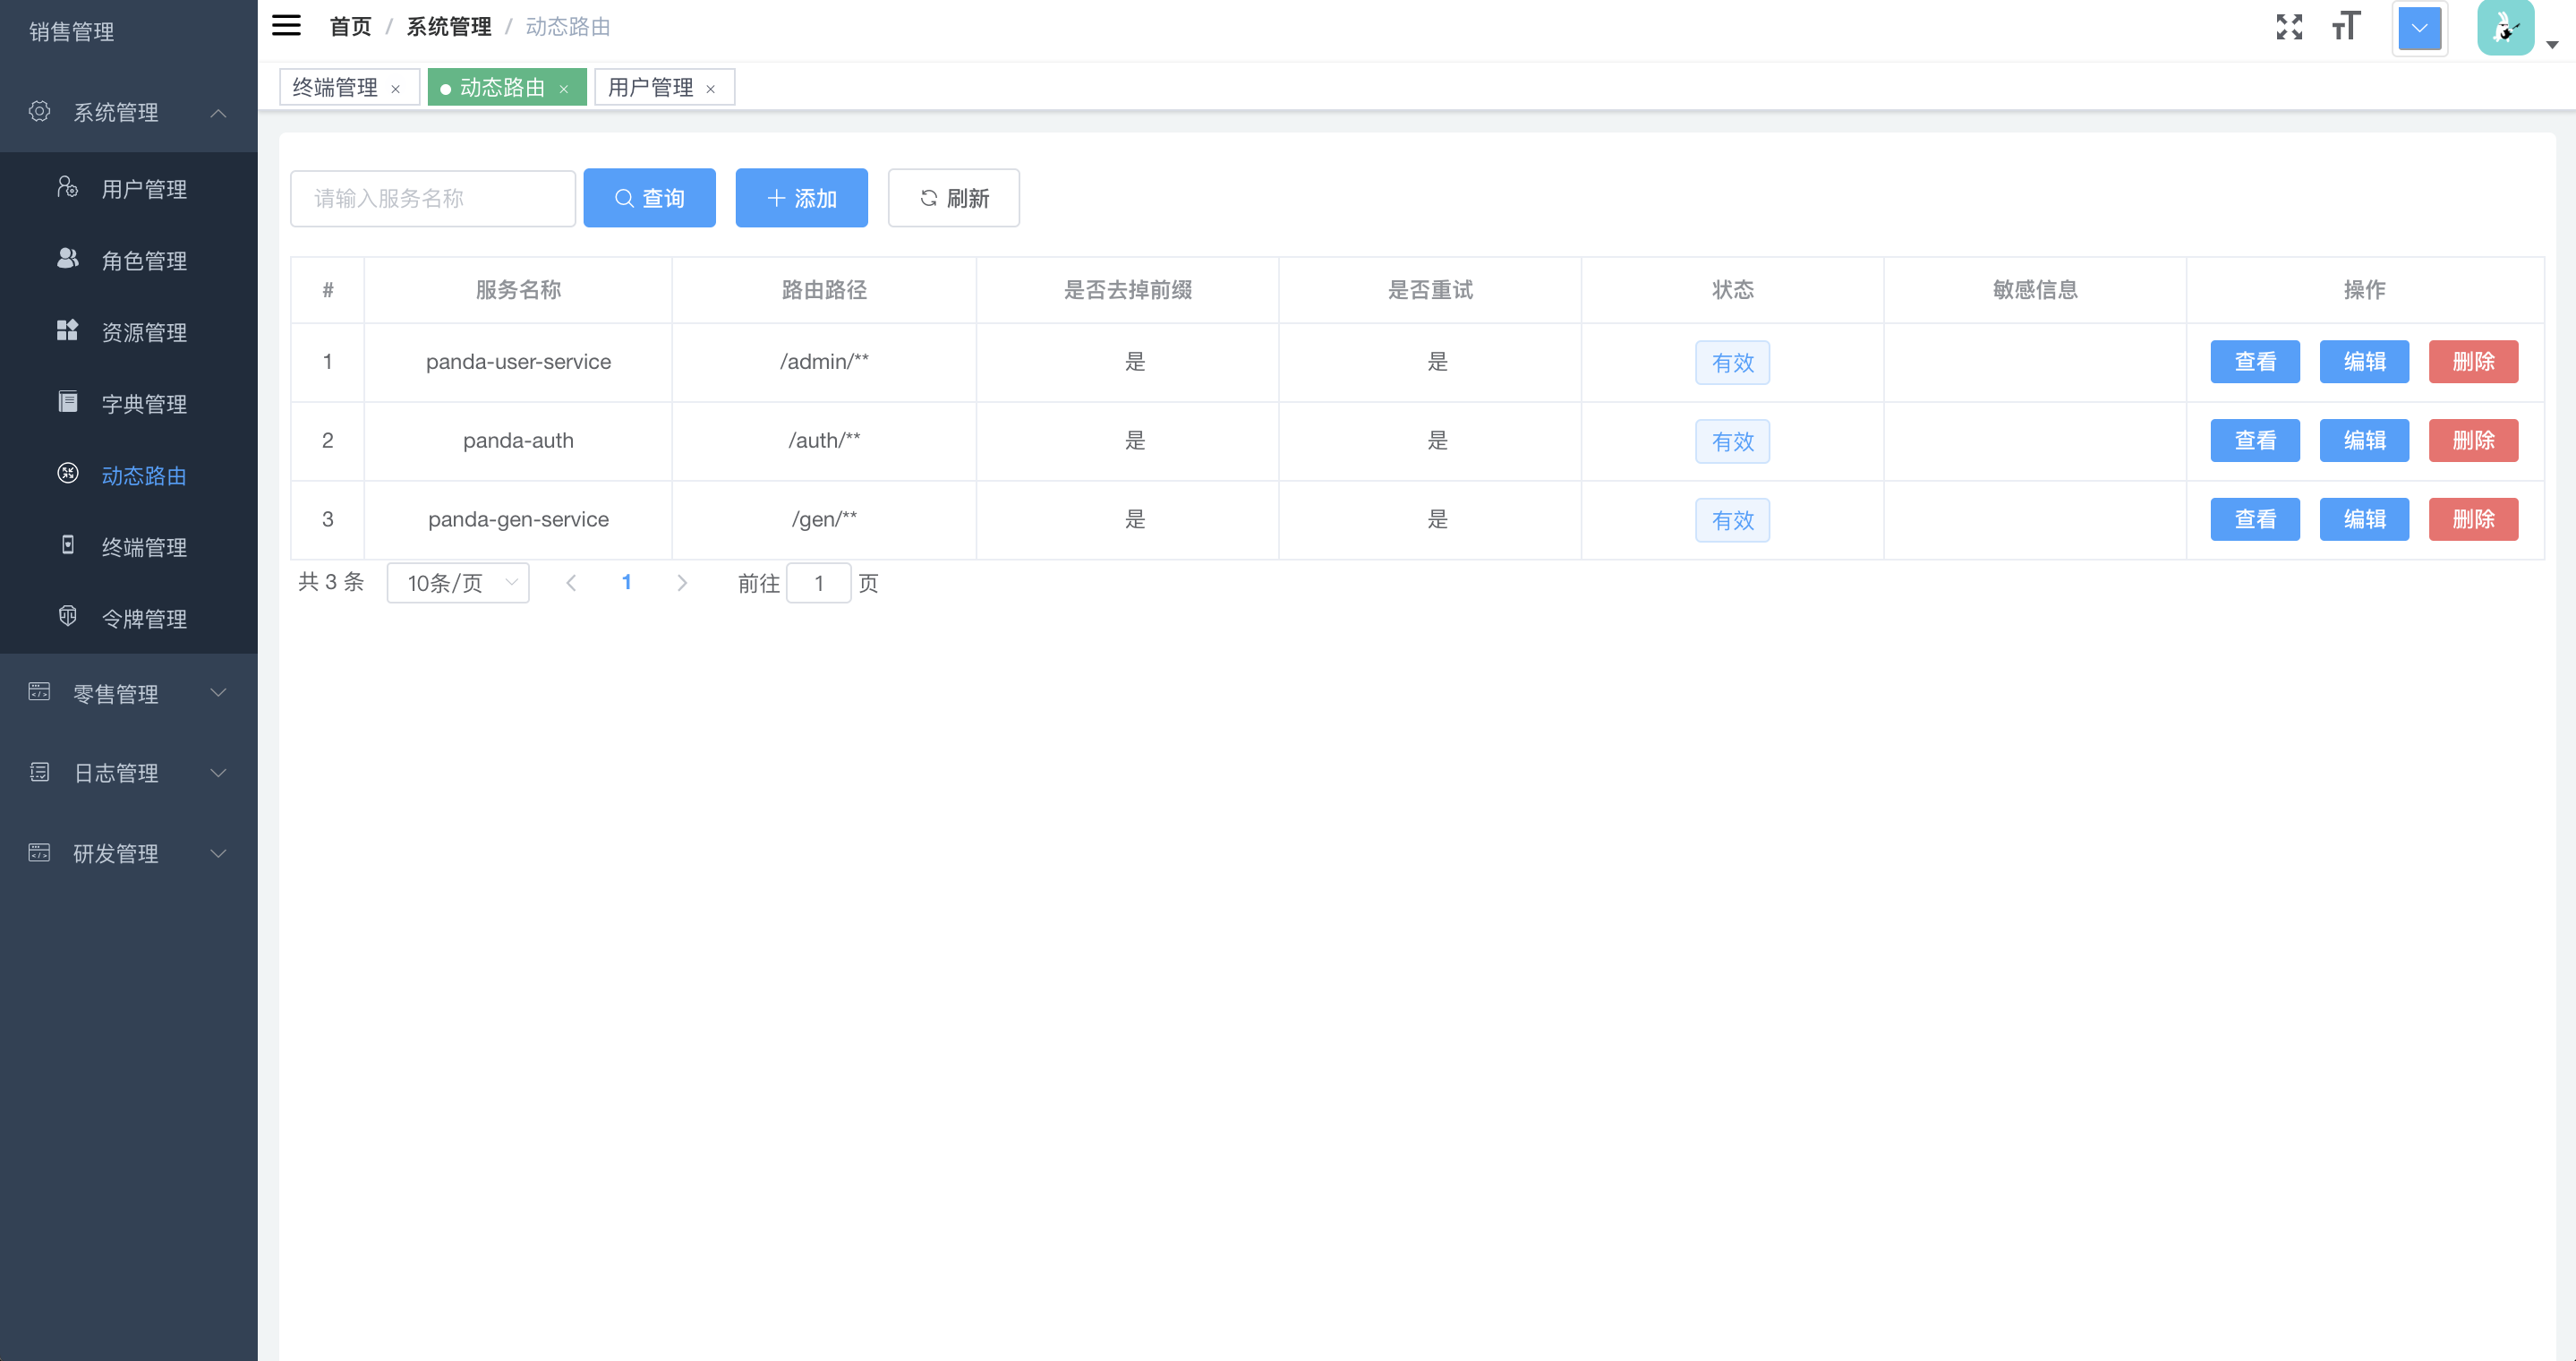 销售管理
系统管理
用户管理
角色管理
资源管理
字典管理
动态路由
终端管理
令牌管理
零售管理
日志管理
研发管理
首页 / 系统管理 / 动态路由
终端管理 × 动态路由 × 用户管理 ×
请输入服务名称 查询 添加 刷新
# 服务名称 路由路径 是否去掉前缀 是否重试 状态 敏感信息 操作
1 panda-user-service /admin/** 是 是 有效 查看 编辑 删除
2 panda-auth /auth/** 是 是 有效 查看 编辑 删除
3 panda-gen-service /gen/** 是 是 有效 查看 编辑 删除
共 3 条 10条/页 1 前往 1 页